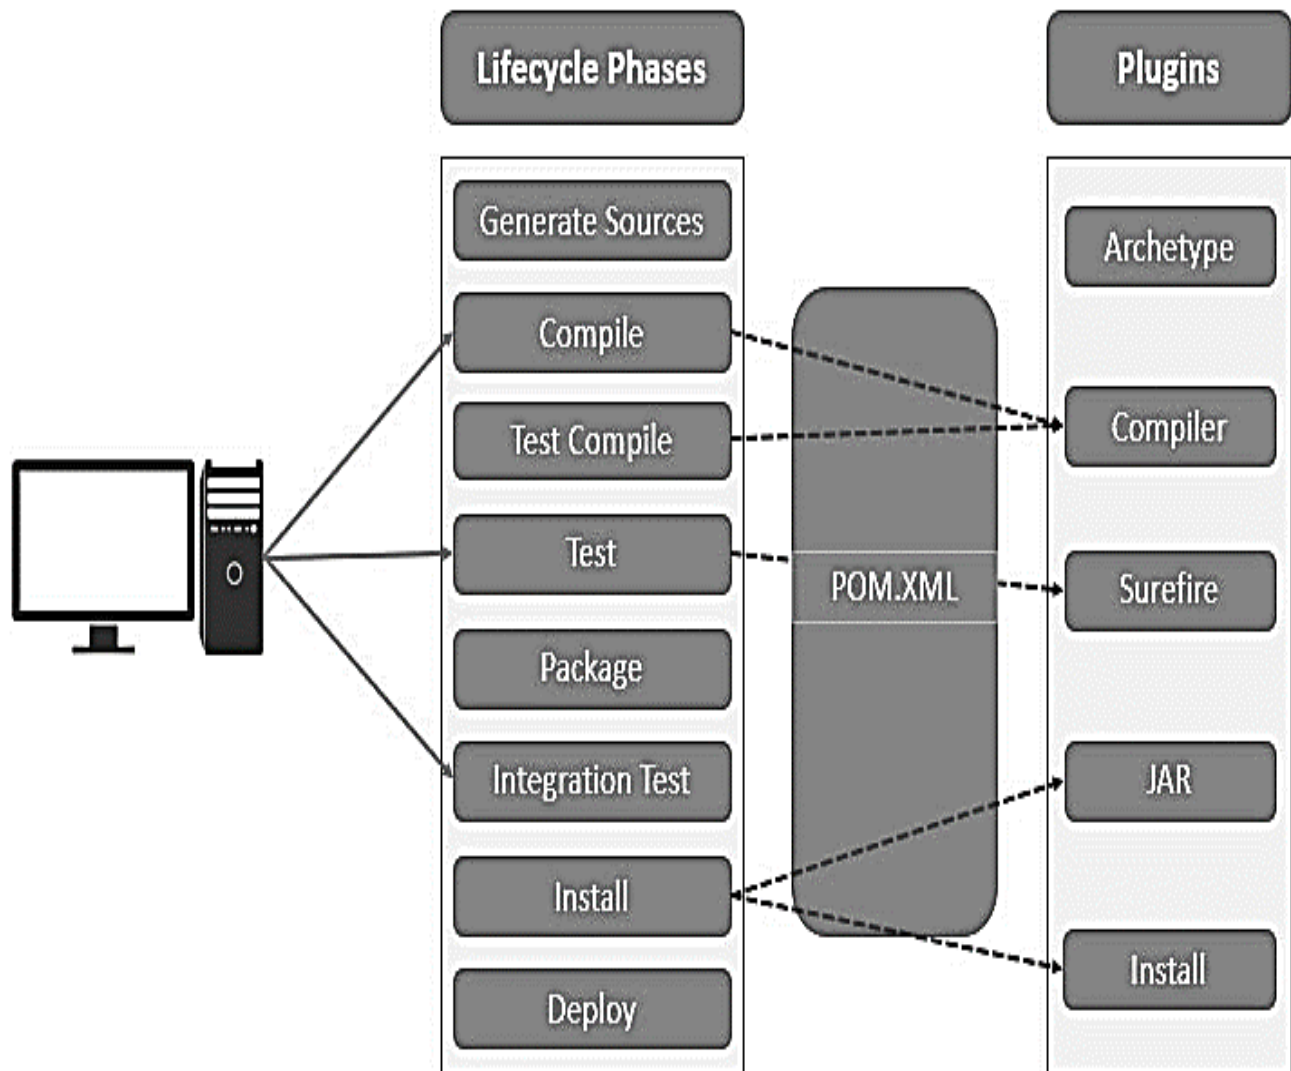 Lifecycle Phases
Plugins
Generate Sources
Compile
Test Compile
Test
Package
Integration Test
Install
Deploy
POM.XML
Archetype
Compiler
Surefire
JAR
Install